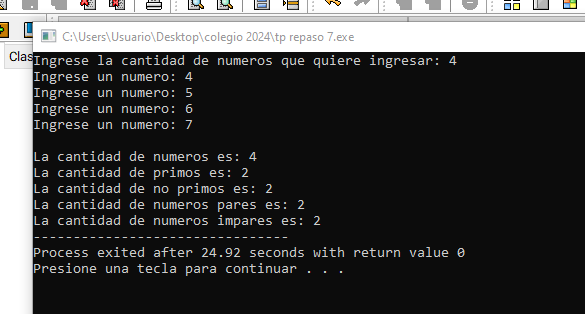 C:\Users\Usuario\Desktop\colegio 2024\tp repaso 7.exe
Clas
Ingrese la cantidad de numeros que quiere ingresar: 4
Ingrese un numero: 4
Ingrese un numero: 5
Ingrese un numero: 6
Ingrese un numero: 7
La cantidad de numeros es: 4
La cantidad de primos es: 2
La cantidad de no primos es: 2
La cantidad de numeros pares es: 2
La cantidad de numeros impares es: 2
--------------------------------
Process exited after 24.92 seconds with return value 0
Presione una tecla para continuar . . .